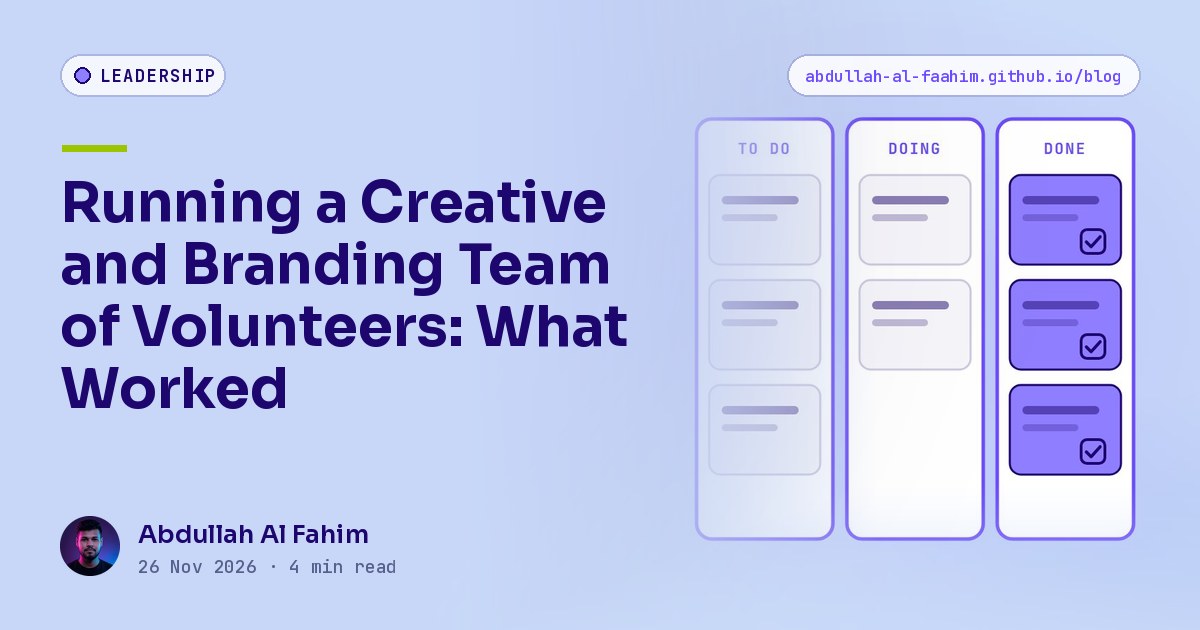 LEADERSHIP
abdullah-al-faahim.github.io/blog
Running a Creative
and Branding Team
of Volunteers: What
Worked
TO DO
DOING
DONE
Abdullah Al Fahim
26 Nov 2026 · 4 min read